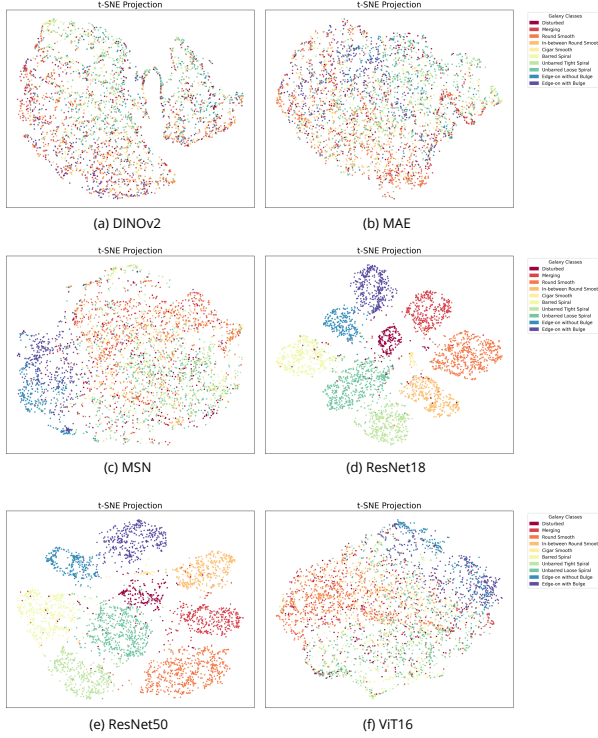 t-SNE Projection
t-SNE Projection
Galaxy Classes
Disturbed
Merging
Round Smooth
In-between Round Smoot
Cigar Smooth
Barred Spiral
Unbarred Tight Spiral
Unbarred Loose Spiral
Edge-on without Bulge
Edge-on with Bulge
(a) DINOv2
(b) MAE
t-SNE Projection
t-SNE Projection
Galaxy Classes
Disturbed
Merging
Round Smooth
In-between Round Smoot
Cigar Smooth
Barred Spiral
Unbarred Tight Spiral
Unbarred Loose Spiral
Edge-on without Bulge
Edge-on with Bulge
(c) MSN
(d) ResNet18
t-SNE Projection
t-SNE Projection
Galaxy Classes
Disturbed
Merging
Round Smooth
In-between Round Smoot
Cigar Smooth
Barred Spiral
Unbarred Tight Spiral
Unbarred Loose Spiral
Edge-on without Bulge
Edge-on with Bulge
(e) ResNet50
(f) ViT16